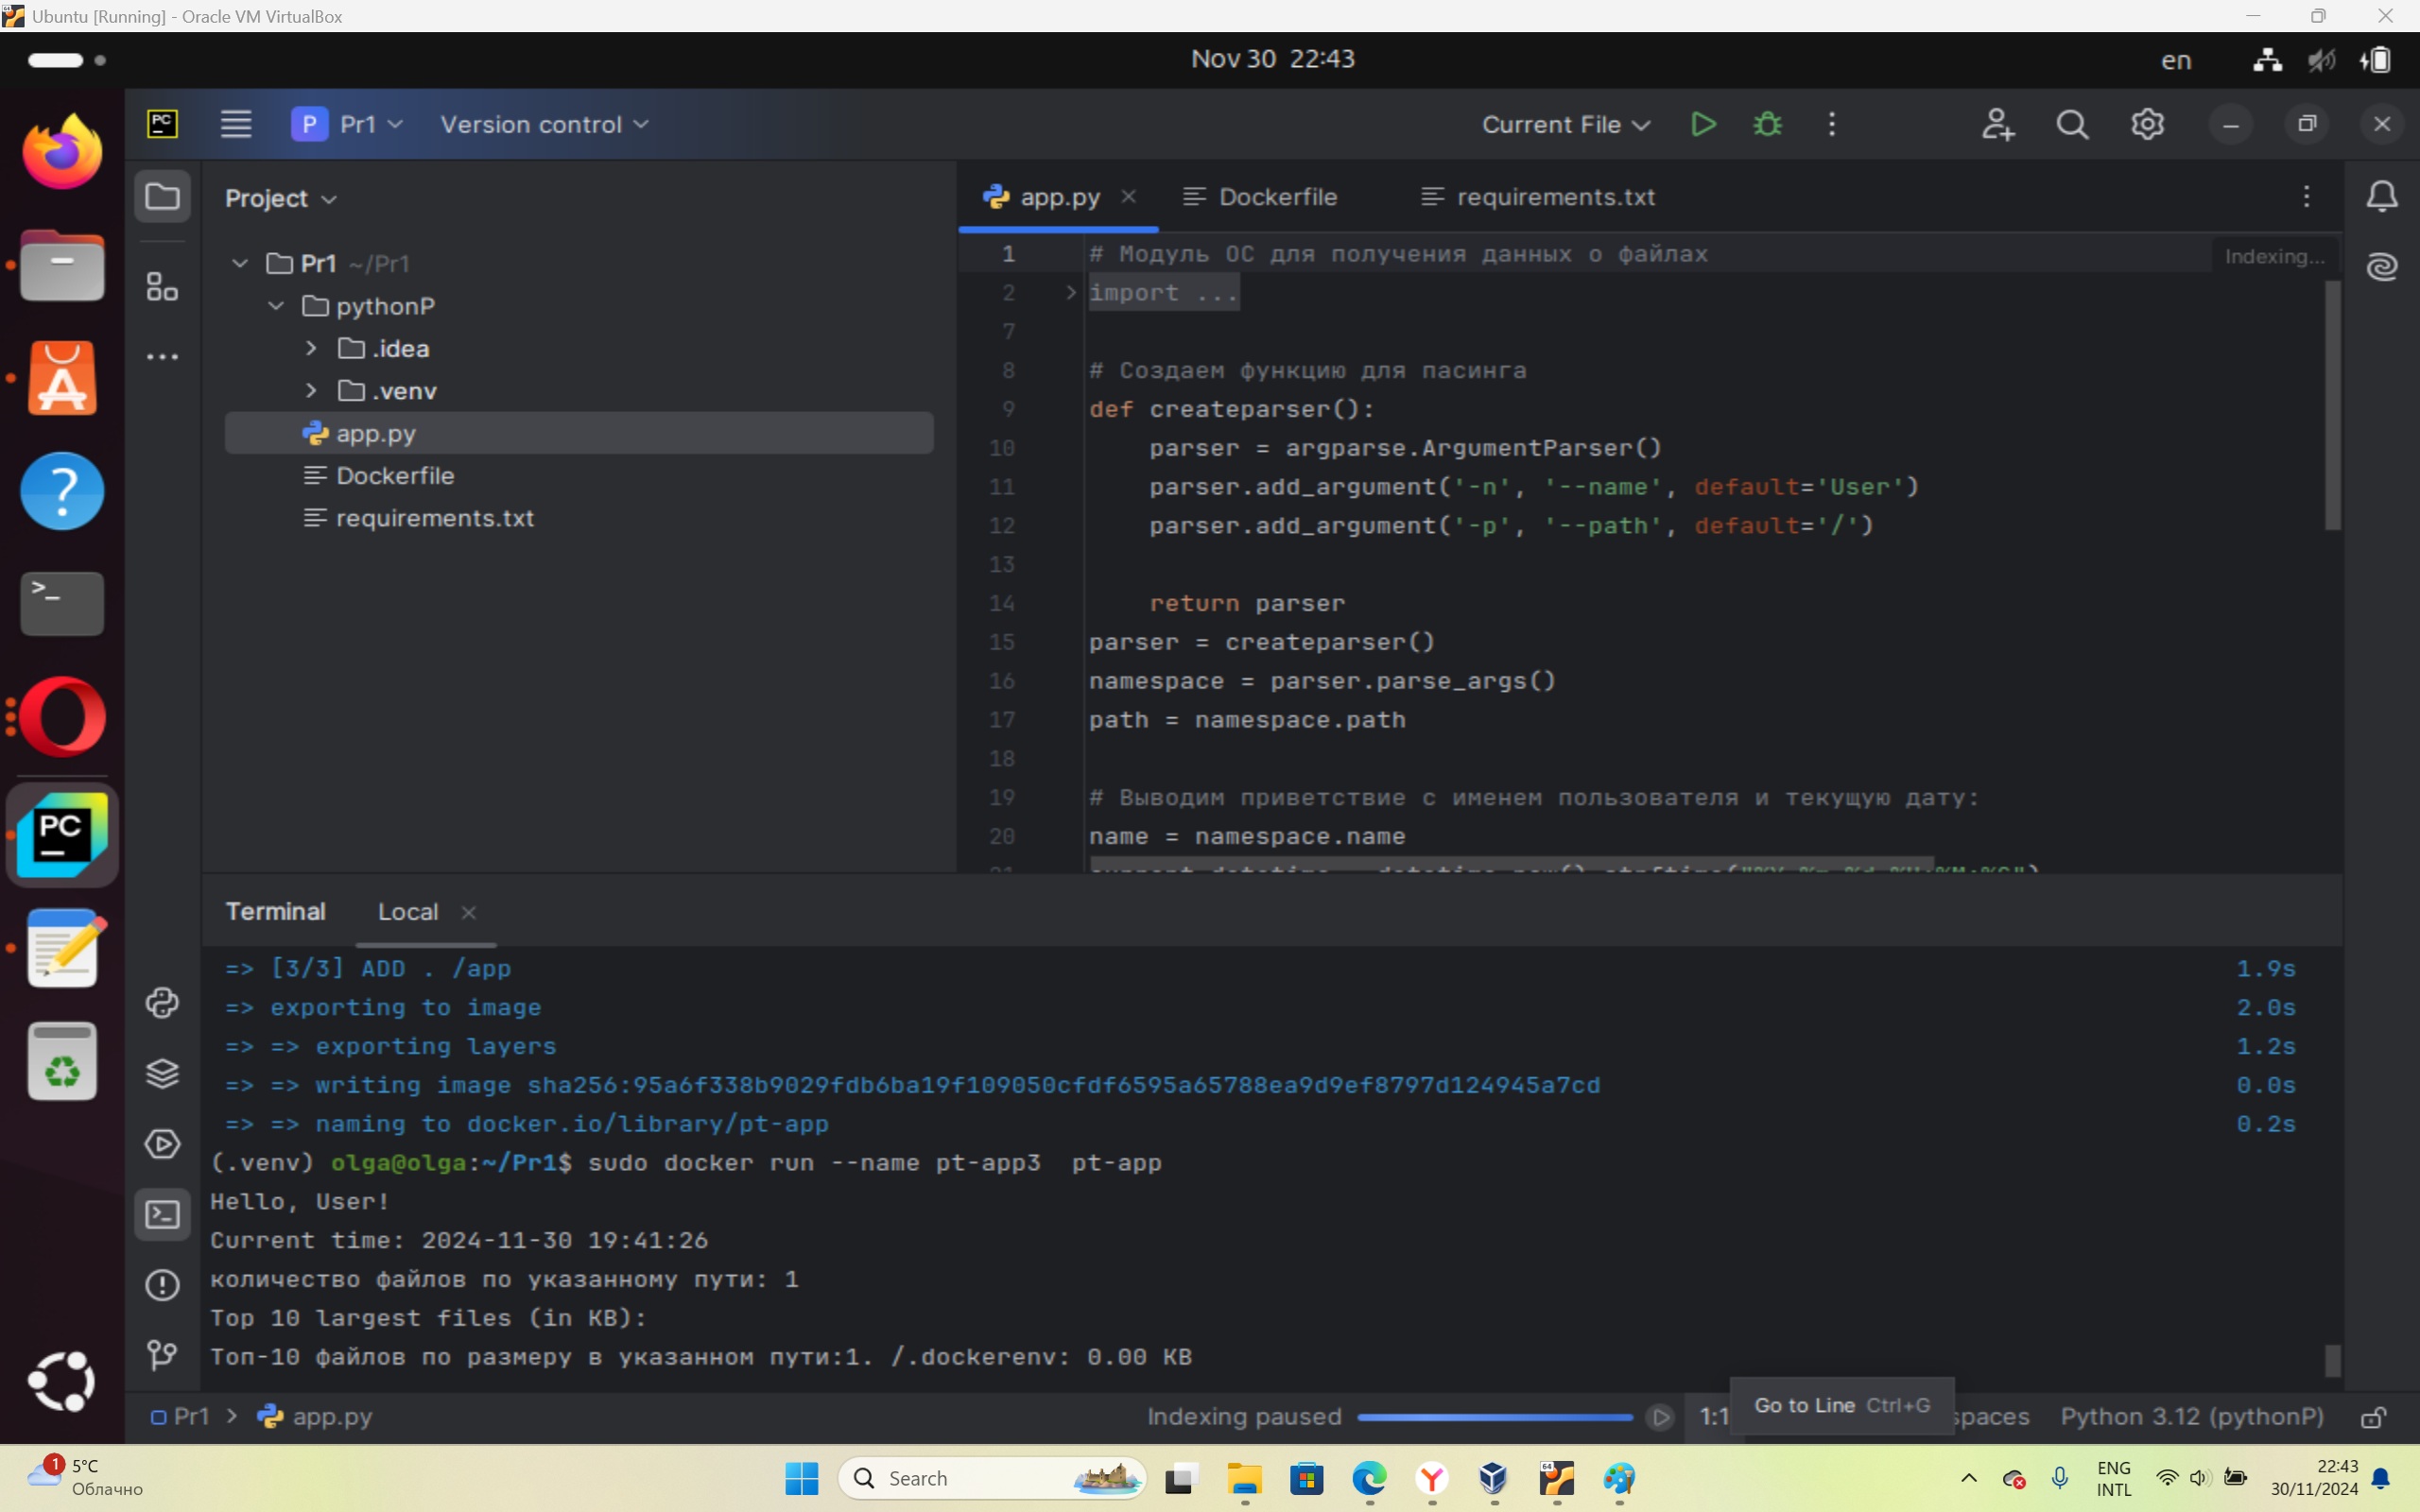 Ubuntu [Running] - Oracle VM VirtualBox
Nov 30 22:43
en
PC
P Pr1
Version control
Current File
Project
app.py
Dockerfile
requirements.txt
Pr1 ~/Pr1
pythonP
.idea
.venv
app.py
Dockerfile
requirements.txt
1 # Модуль ОС для получения данных о файлах
Indexing...
2 import ...
7
8 # Создаем функцию для пасинга
9 def createparser():
10 parser = argparse.ArgumentParser()
11 parser.add_argument('-n', '--name', default='User')
12 parser.add_argument('-p', '--path', default='/')
13
14 return parser
15 parser = createparser()
16 namespace = parser.parse_args()
17 path = namespace.path
18
19 # Выводим приветствие с именем пользователя и текущую дату:
20 name = namespace.name
PC
Terminal
Local
=> [3/3] ADD . /app 1.9s
=> exporting to image 2.0s
=> => exporting layers 1.2s
=> => writing image sha256:95a6f338b9029fdb6ba19f109050cfdf6595a65788ea9d9ef8797d124945a7cd 0.0s
=> => naming to docker.io/library/pt-app 0.2s
(.venv) olga@olga:~/Pr1$ sudo docker run --name pt-app3 pt-app
Hello, User!
Current time: 2024-11-30 19:41:26
количество файлов по указанному пути: 1
Top 10 largest files (in KB):
Топ-10 файлов по размеру в указанном пути:1. /.dockerenv: 0.00 KB
Pr1 > app.py
Indexing paused
1:1
Go to Line Ctrl+G
spaces
Python 3.12 (pythonP)
1
5°C
Облачно
Search
64
ENG
INTL
22:43
30/11/2024